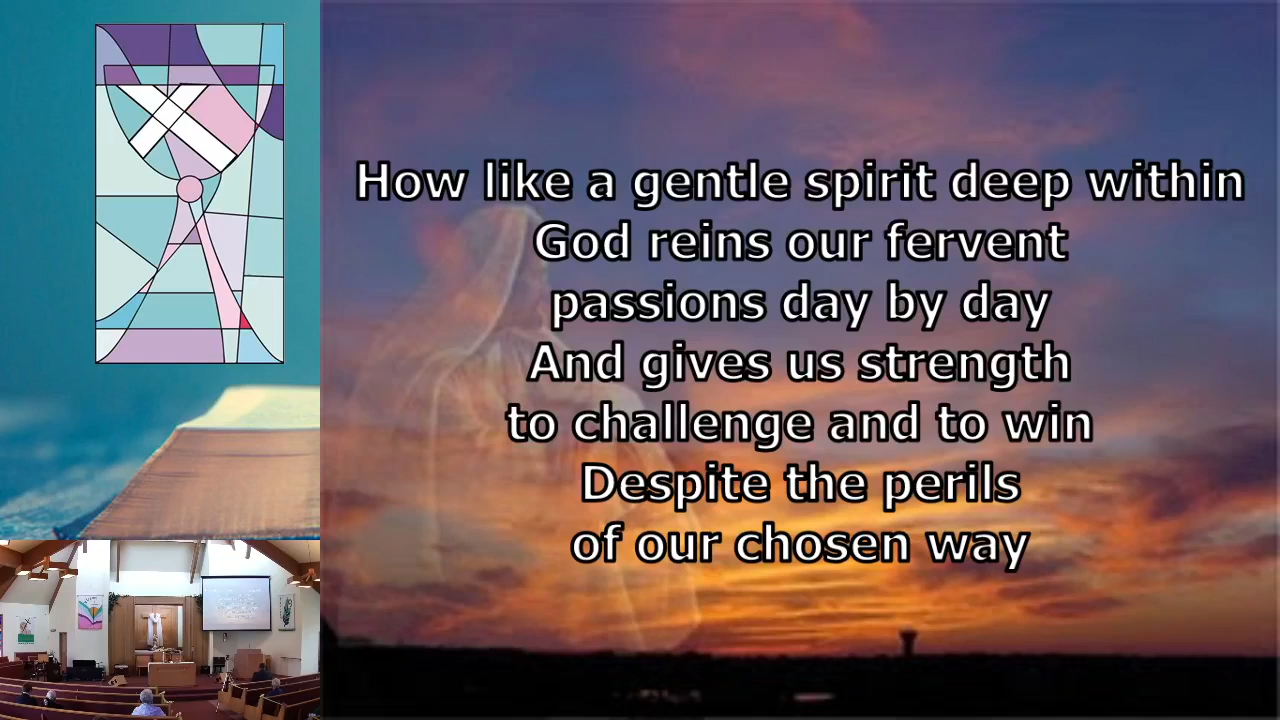 How like a gentle spirit deep within
God reins our fervent
passions day by day
And gives us strength
to challenge and to win
Despite the perils
of our chosen way